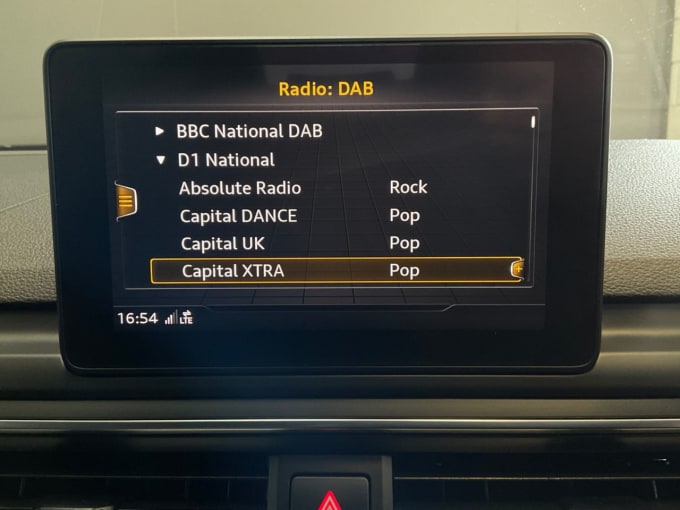 Radio: DAB
BBC National DAB
D1 National
Absolute Radio Rock
Capital DANCE Pop
Capital UK Pop
Capital XTRA Pop
16:54 LTE